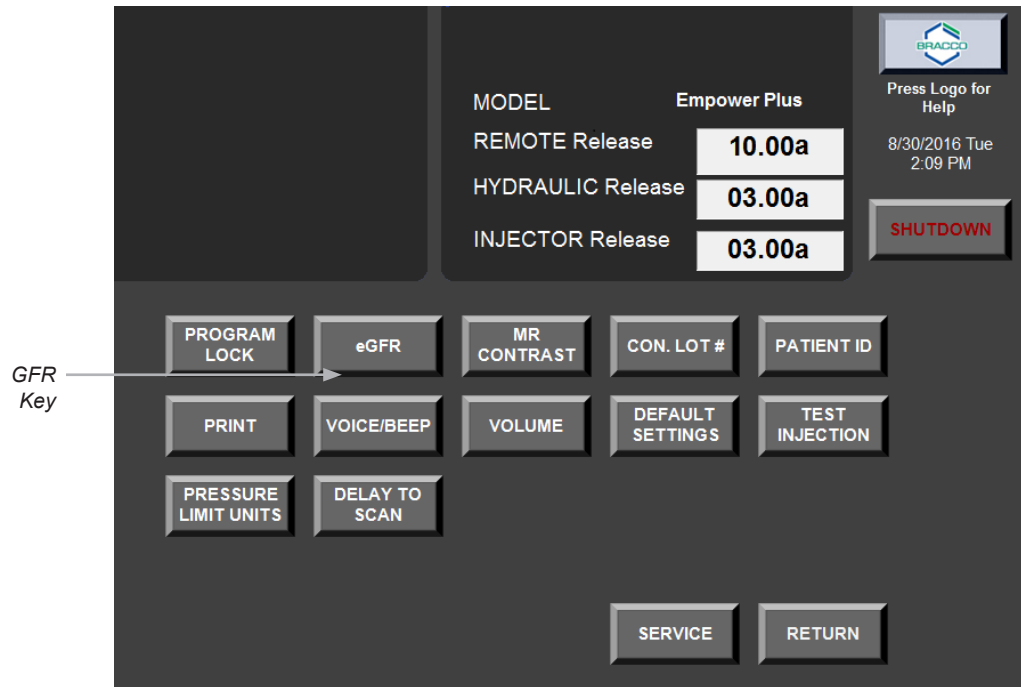 BRACCO
Press Logo for
Help
8/30/2016 Tue
2:09 PM
SHUTDOWN
MODEL Empower Plus
REMOTE Release 10.00a
HYDRAULIC Release 03.00a
INJECTOR Release 03.00a
GFR
Key
PROGRAM
LOCK
eGFR
MR
CONTRAST
CON. LOT #
PATIENT ID
PRINT
VOICE/BEEP
VOLUME
DEFAULT
SETTINGS
TEST
INJECTION
PRESSURE
LIMIT UNITS
DELAY TO
SCAN
SERVICE
RETURN